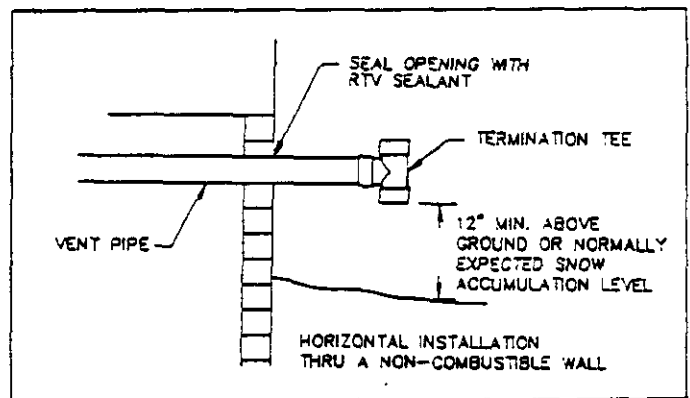 SEAL OPENING WITH
RTV SEALANT
TERMINATION TEE
VENT PIPE
12" MIN. ABOVE
GROUND OR NORMALLY
EXPECTED SNOW
ACCUMULATION LEVEL
HORIZONTAL INSTALLATION
THRU A NON-COMBUSTIBLE WALL